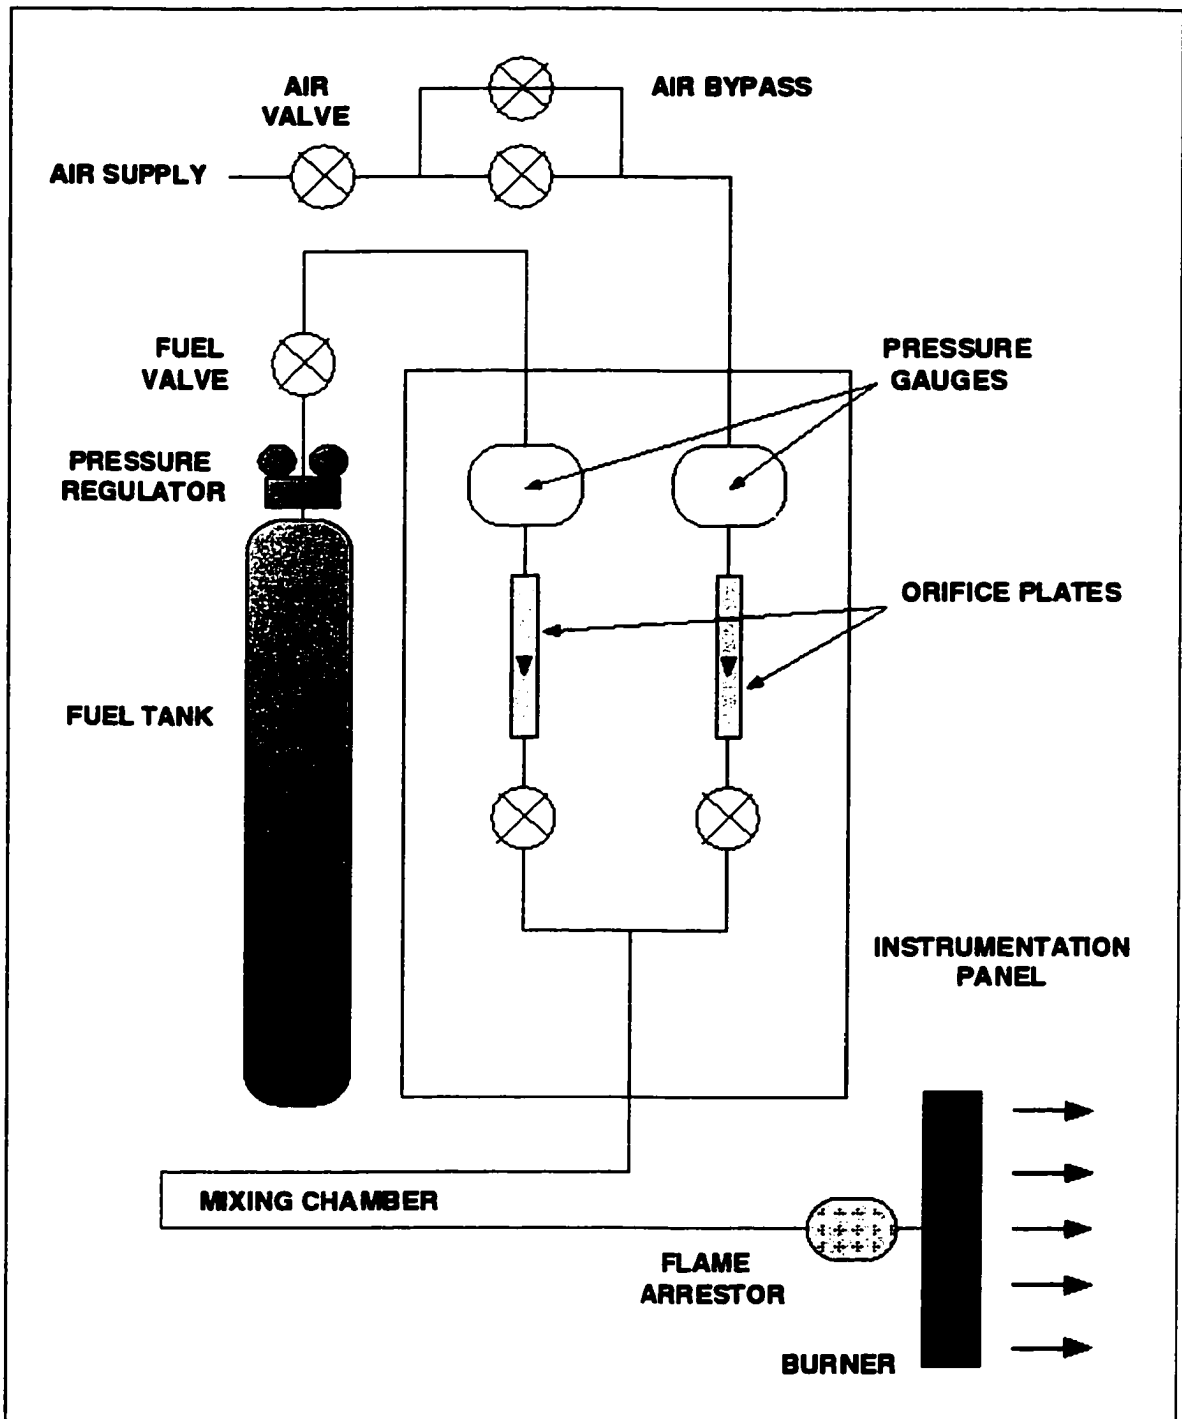 AIR
VALVE
AIR BYPASS
AIR SUPPLY
FUEL
VALVE
PRESSURE
GAUGES
PRESSURE
REGULATOR
ORIFICE PLATES
FUEL TANK
INSTRUMENTATION
PANEL
MIXING CHAMBER
FLAME
ARRESTOR
BURNER